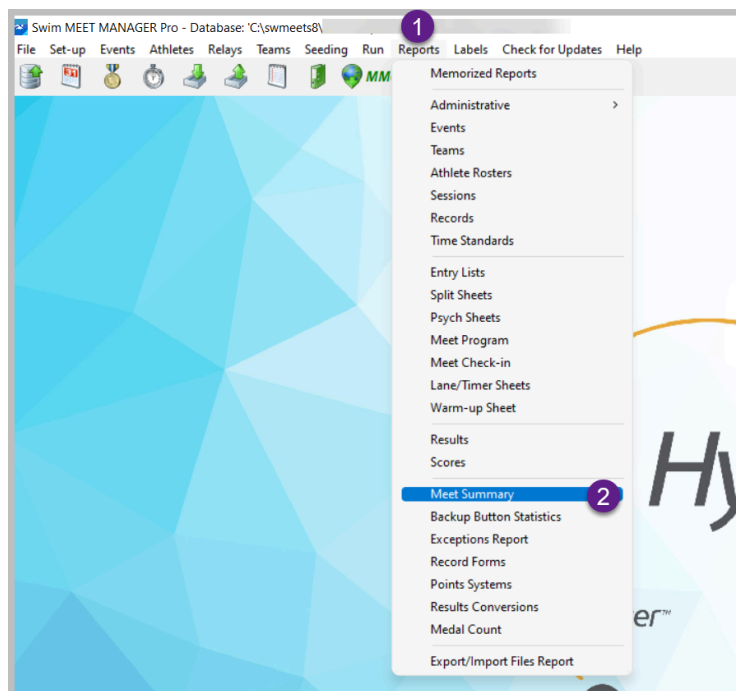 Swim MEET MANAGER Pro - Database: 'C:\swmeets8\
1
File Set-up Events Athletes Relays Teams Seeding Run Reports Labels Check for Updates Help
MM
Memorized Reports
Administrative
Events
Teams
Athlete Rosters
Sessions
Records
Time Standards
Entry Lists
Split Sheets
Psych Sheets
Meet Program
Meet Check-in
Lane/Timer Sheets
Warm-up Sheet
Results
Scores
Meet Summary 2
Backup Button Statistics
Exceptions Report
Record Forms
Points Systems
Results Conversions
Medal Count
Export/Import Files Report
Hy
er™